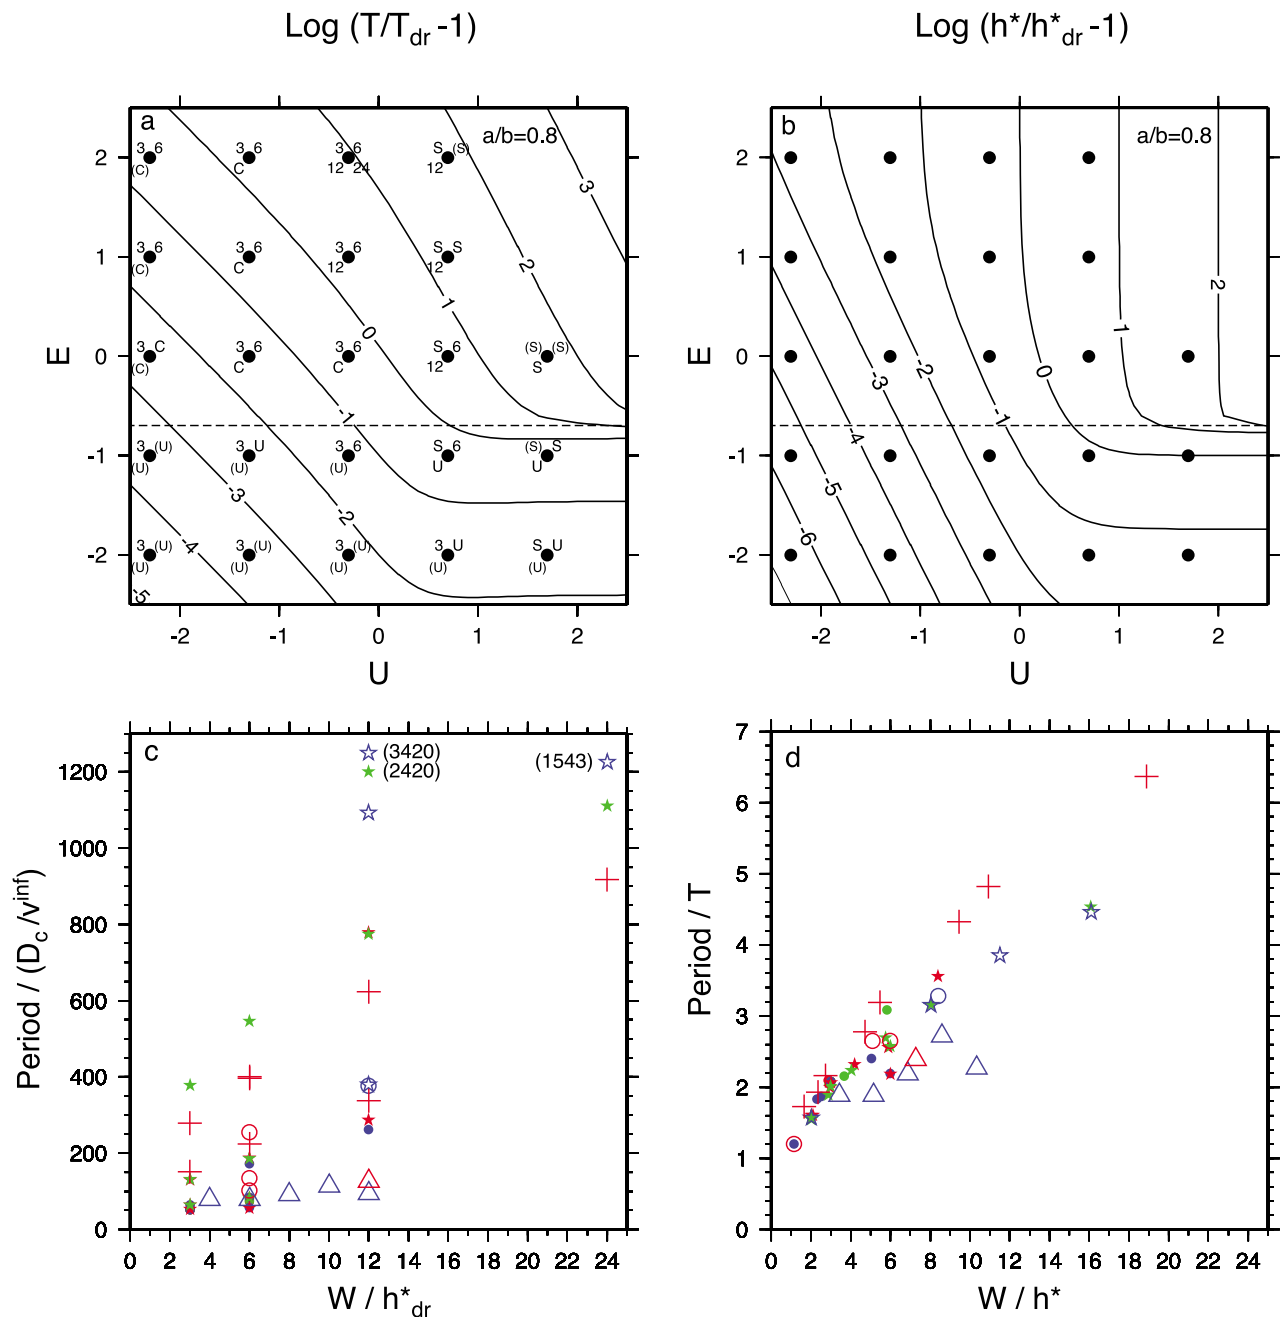 Log (T/Tdr -1)
Log (h*/h*dr -1)
a
a/b=0.8
3 6 3 6 3 6 S (S)
(C) C 12 24 12
3
3 6 3 6 3 6 S S
(C) C 12 12
2
1
0
3 C 3 6 3 6 S 6 (S) (S)
(C) C C 12 S
-1
3 (U) 3 U 3 6 S 6 (S) S
(U) (U) (U) U U
-3
-2
-4
3 (U) 3 (U) 3 (U) 3 U S U
(U) (U) (U) (U) (U)
-5
2
1
0
-1
-2
E
-2 -1 0 1 2
U
b
a/b=0.8
2
1
0
-1
-2
-3
-4
-5
-6
2
1
0
-1
-2
E
-2 -1 0 1 2
U
c
(3420)
(2420)
(1543)
1200
1000
800
600
400
200
0
Period / (Dc /vinf)
0 2 4 6 8 10 12 14 16 18 20 22 24
W / h*dr
d
7
6
5
4
3
2
1
0
Period / T
0 2 4 6 8 10 12 14 16 18 20 22 24
W / h*